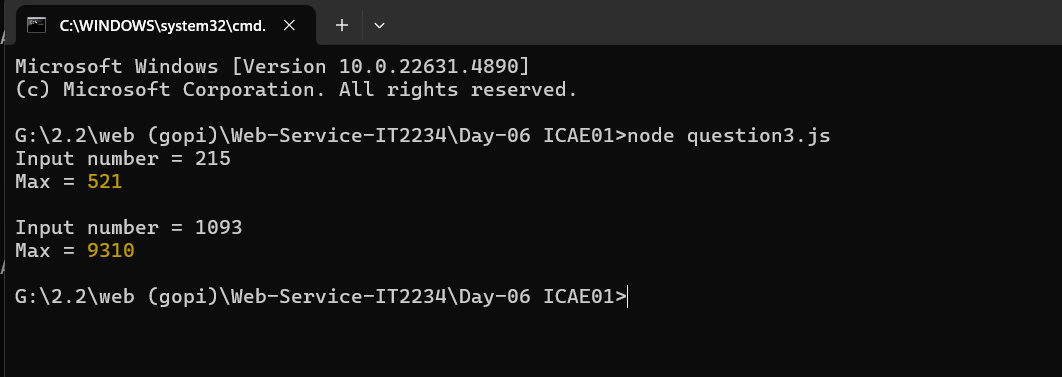 C:\WINDOWS\system32\cmd.
Microsoft Windows [Version 10.0.22631.4890]
(c) Microsoft Corporation. All rights reserved.
G:\2.2\web (gopi)\Web-Service-IT2234\Day-06 ICAE01>node question3.js
Input number = 215
Max = 521
Input number = 1093
Max = 9310
G:\2.2\web (gopi)\Web-Service-IT2234\Day-06 ICAE01>